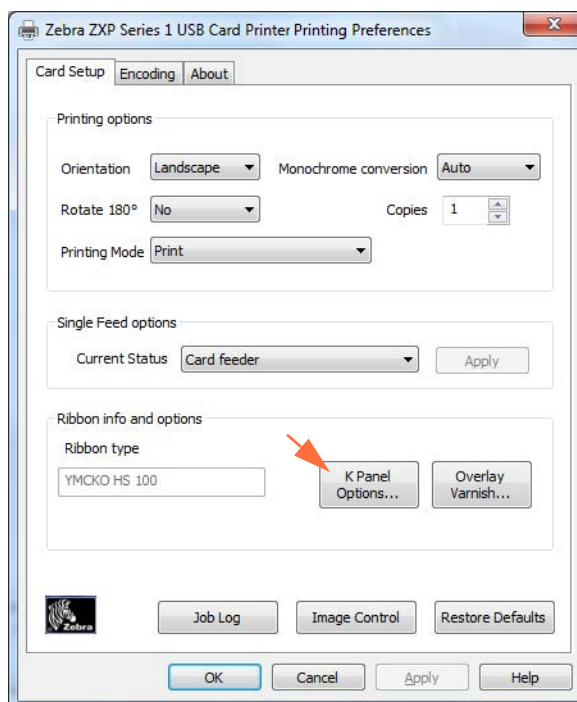 Zebra ZXP Series 1 USB Card Printer Printing Preferences
Card Setup Encoding About
Printing options
Orientation Landscape Monochrome conversion Auto
Rotate 180° No Copies 1
Printing Mode Print
Single Feed options
Current Status Card feeder Apply
Ribbon info and options
Ribbon type
YMCKO HS 100
K Panel
Options...
Overlay
Varnish...
Zebra
Job Log Image Control Restore Defaults
OK Cancel Apply Help